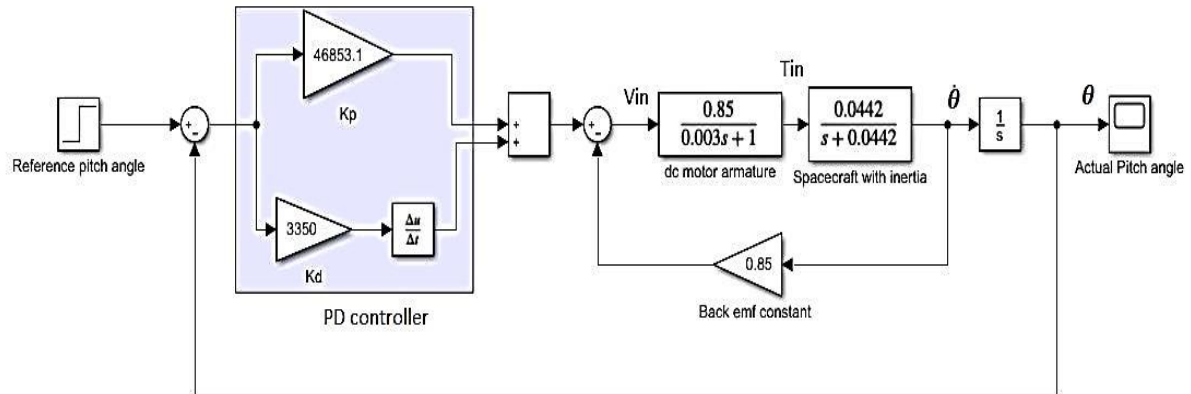 46853.1
Kp
Reference pitch angle
+
-
3350
Δu
Δt
Kd
PD controller
+
+
+
-
Vin
0.85
0.003s + 1
dc motor armature
Tin
0.0442
s + 0.0442
Spacecraft with inertia
θ̇
1
s
θ
Actual Pitch angle
0.85
Back emf constant